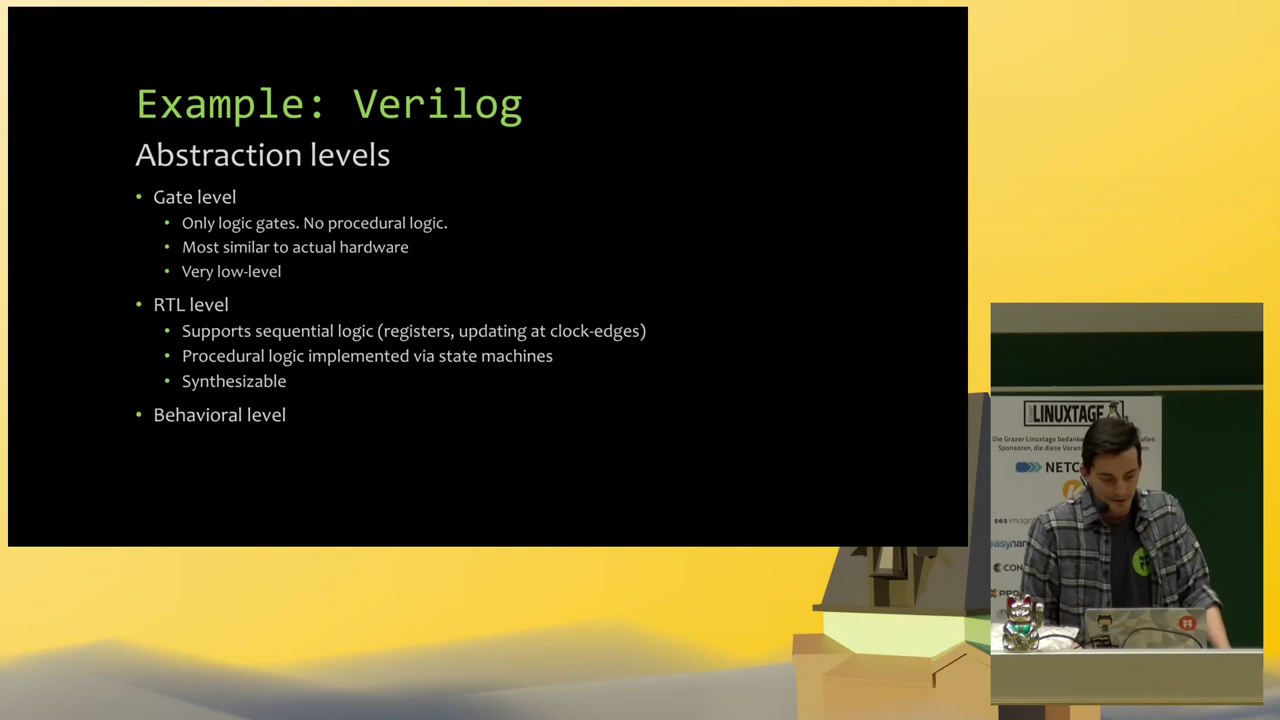 Example: Verilog
Abstraction levels
• Gate level
• Only logic gates. No procedural logic.
• Most similar to actual hardware
• Very low-level
• RTL level
• Supports sequential logic (registers, updating at clock-edges)
• Procedural logic implemented via state machines
• Synthesizable
• Behavioral level
LINUXTAGE
Die Grazer Linuxtage
allen
Sponsoren, die diese
NETC